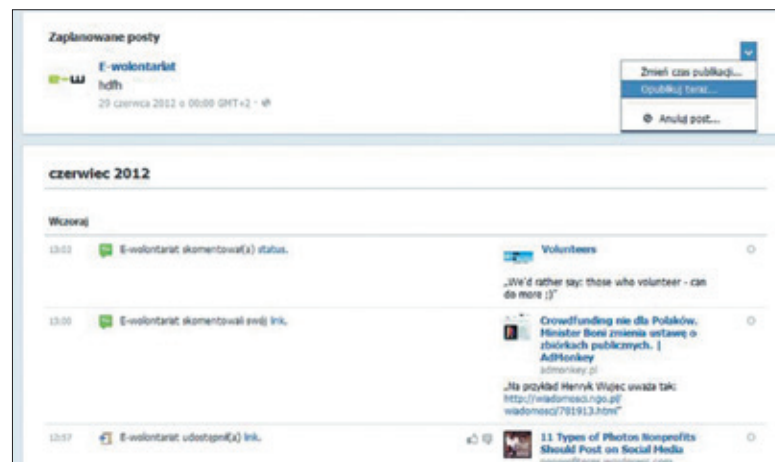 Zaplanowane posty
e-w
E-wolontariat
hdfh
29 czerwca 2012 o 00:00 GMT+2 ·
Zmień czas publikacji...
Opublikuj teraz...
Anuluj post...
czerwiec 2012
Wczoraj
13:03 E-wolontariat skomentował(a) status.
Volunteers
„We'd rather say: those who volunteer - can
do more ;)”
13:00 E-wolontariat skomentował swój link.
Crowdfunding nie dla Polaków.
Minister Boni zmienia ustawę o
zbiórkach publicznych. |
AdMonkey
admonkey.pl
„Na przykład Henryk Wujec uważa tak:
http://wiadomosci.ngo.pl/
wiadomosci/781913.html”
E-wolontariat udostępnił(a) link.
11 Types of Photos Nonprofits
Should Post on Social Media